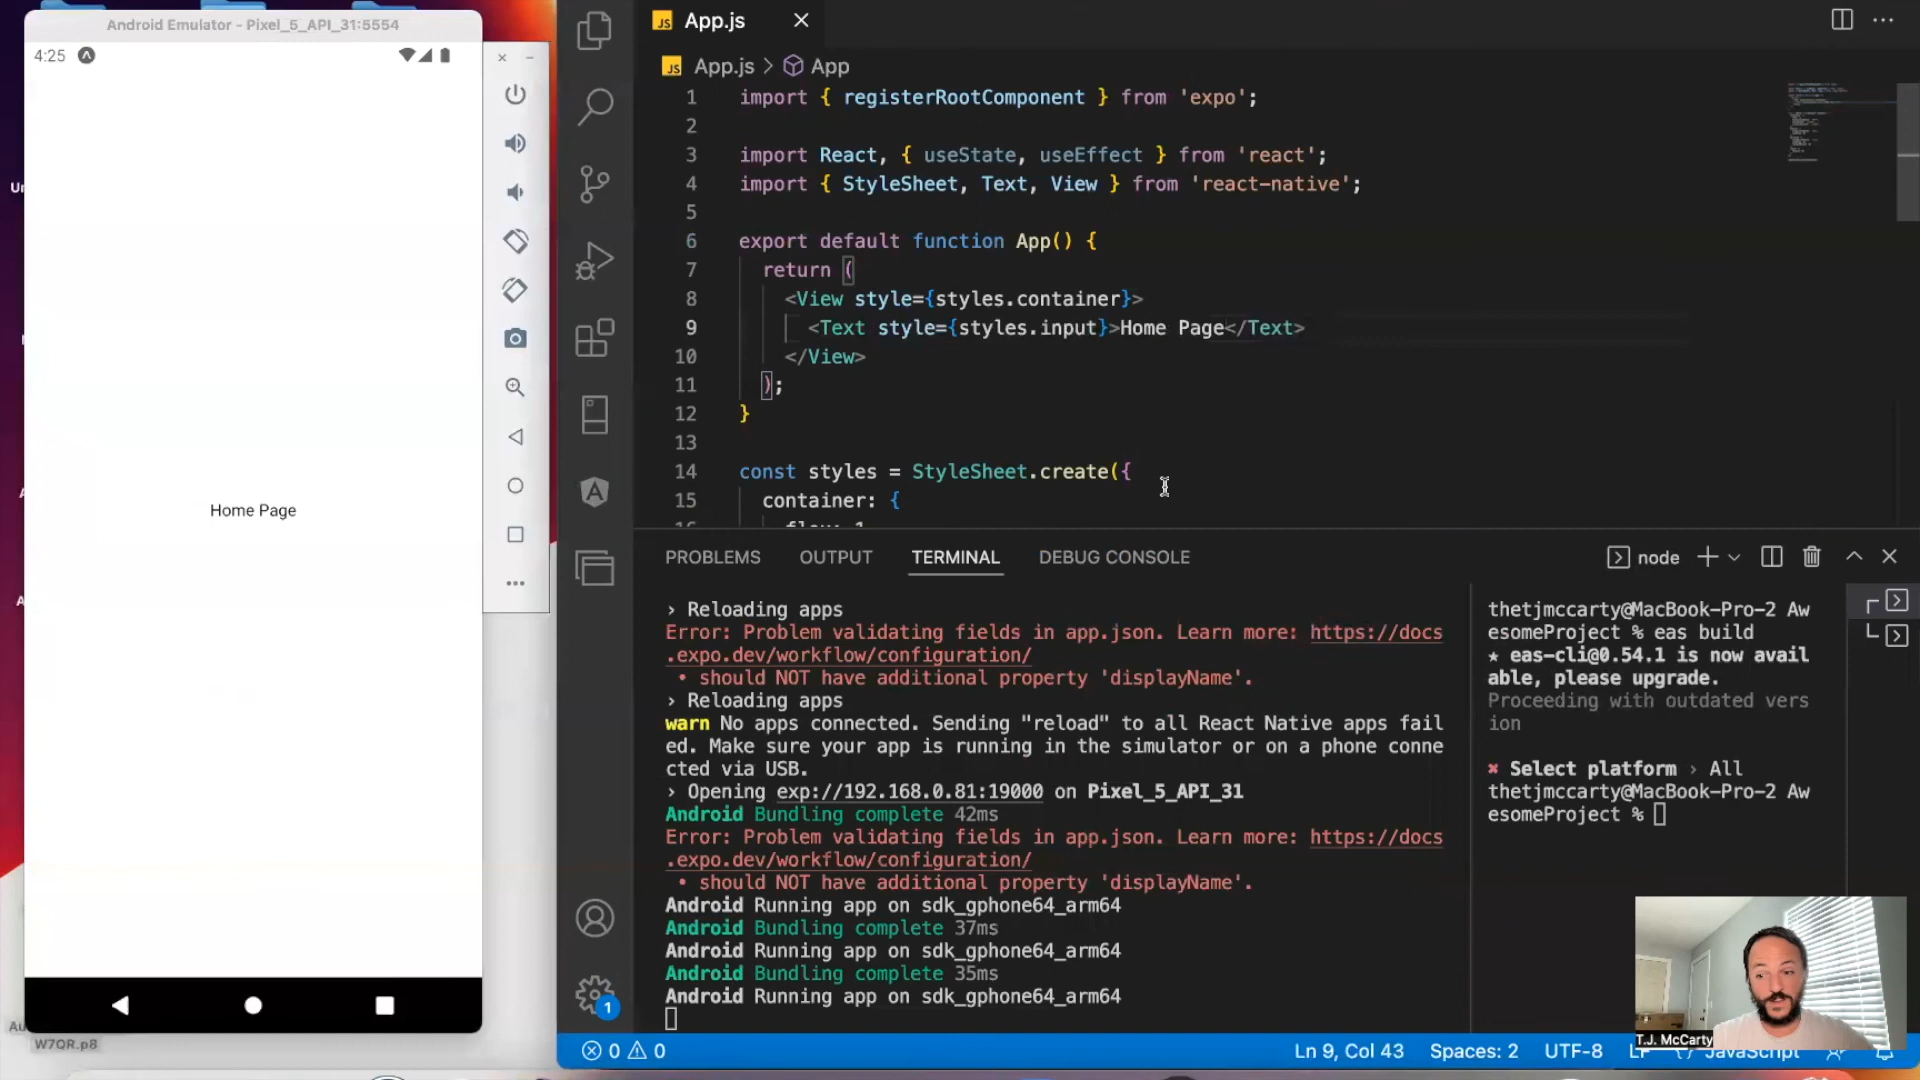 Android Emulator - Pixel_5_API_31:5554
4:25
Home Page
W7QR.p8
JS App.js
JS App.js > App
1 import { registerRootComponent } from 'expo';
2
3 import React, { useState, useEffect } from 'react';
4 import { StyleSheet, Text, View } from 'react-native';
5
6 export default function App() {
7 return (
8 <View style={styles.container}>
9 <Text style={styles.input}>Home Page</Text>
10 </View>
11 );
12 }
13
14 const styles = StyleSheet.create({
15 container: {
PROBLEMS OUTPUT TERMINAL DEBUG CONSOLE
node
› Reloading apps
Error: Problem validating fields in app.json. Learn more: https://docs
.expo.dev/workflow/configuration/
• should NOT have additional property 'displayName'.
› Reloading apps
warn No apps connected. Sending "reload" to all React Native apps fail
ed. Make sure your app is running in the simulator or on a phone conne
cted via USB.
› Opening exp://192.168.0.81:19000 on Pixel_5_API_31
Android Bundling complete 42ms
Error: Problem validating fields in app.json. Learn more: https://docs
.expo.dev/workflow/configuration/
• should NOT have additional property 'displayName'.
Android Running app on sdk_gphone64_arm64
Android Bundling complete 37ms
Android Running app on sdk_gphone64_arm64
Android Bundling complete 35ms
Android Running app on sdk_gphone64_arm64
thetjmccarty@MacBook-Pro-2 Aw
esomeProject % eas build
★ eas-cli@0.54.1 is now avail
able, please upgrade.
Proceeding with outdated vers
ion
✖ Select platform › All
thetjmccarty@MacBook-Pro-2 Aw
esomeProject %
T.J. McCarty
1
0 0
Ln 9, Col 43 Spaces: 2 UTF-8 LF JavaScript